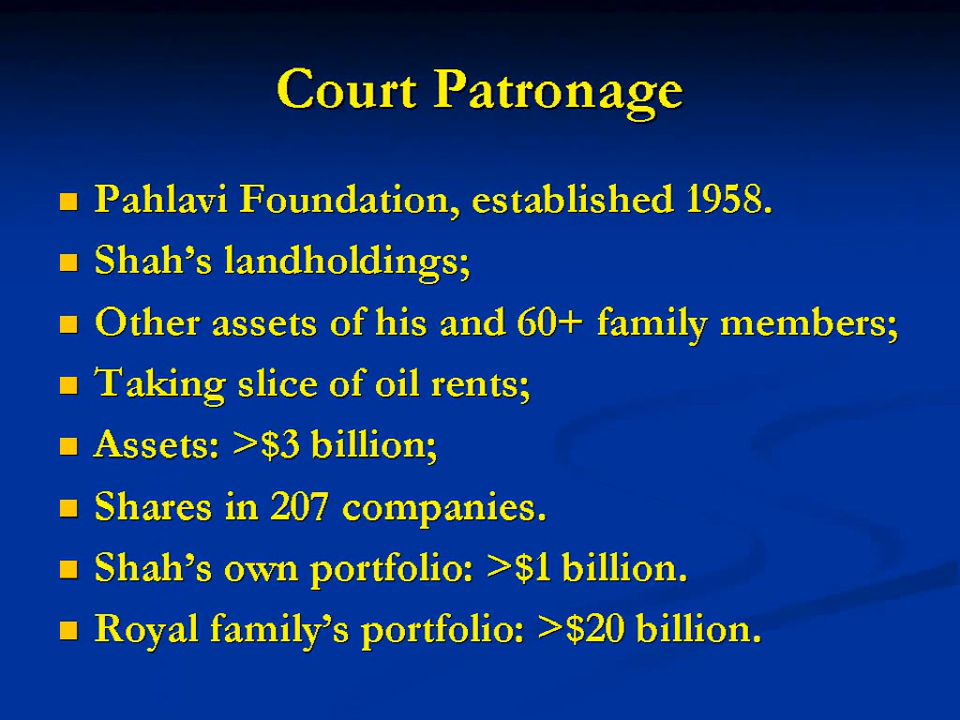 Court Patronage
Pahlavi Foundation, established 1958.
Shah’s landholdings;
Other assets of his and 60+ family members;
Taking slice of oil rents;
Assets: >$3 billion;
Shares in 207 companies.
Shah’s own portfolio: >$1 billion.
Royal family’s portfolio: >$20 billion.